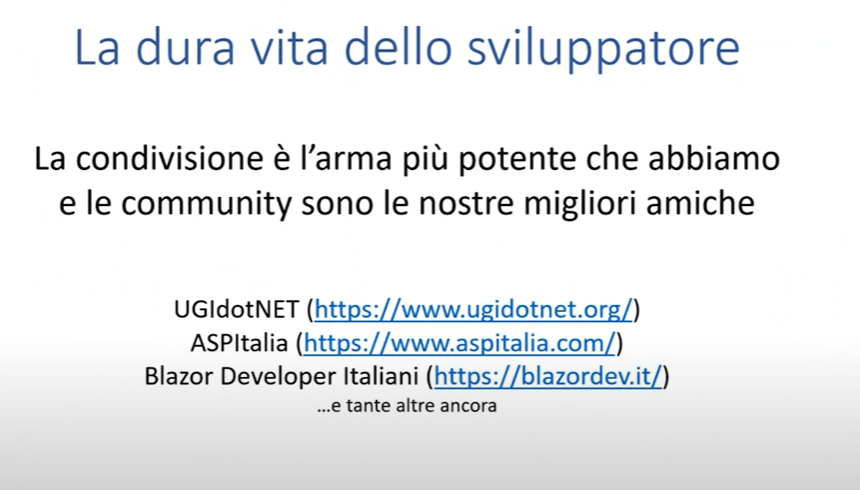 La dura vita dello sviluppatore
La condivisione è l'arma più potente che abbiamo
e le community sono le nostre migliori amiche
UGIdotNET (https://www.ugidotnet.org/)
ASPItalia (https://www.aspitalia.com/)
Blazor Developer Italiani (https://blazordev.it/)
...e tante altre ancora